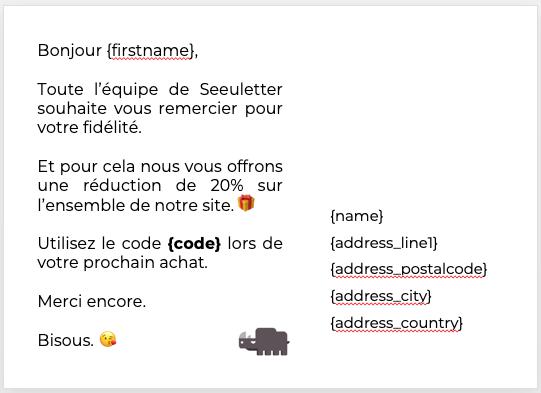 Bonjour {firstname},
Toute l’équipe de Seeuletter
souhaite vous remercier pour
votre fidélité.
Et pour cela nous vous offrons
une réduction de 20% sur
l’ensemble de notre site. 🎁
Utilisez le code {code} lors de
votre prochain achat.
Merci encore.
Bisous. 😘
{name}
{address_line1}
{address_postalcode}
{address_city}
{address_country}